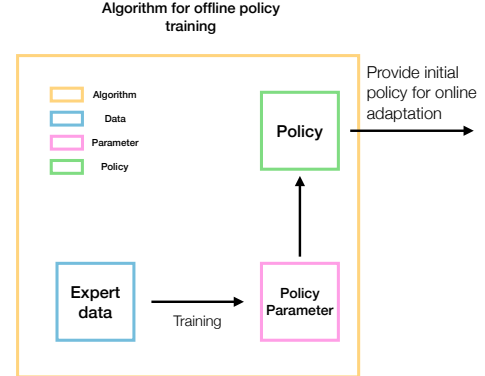 Algorithm for offline policy
training
Provide initial
policy for online
adaptation
Algorithm
Data
Parameter
Policy
Policy
Expert
data
Training
Policy
Parameter